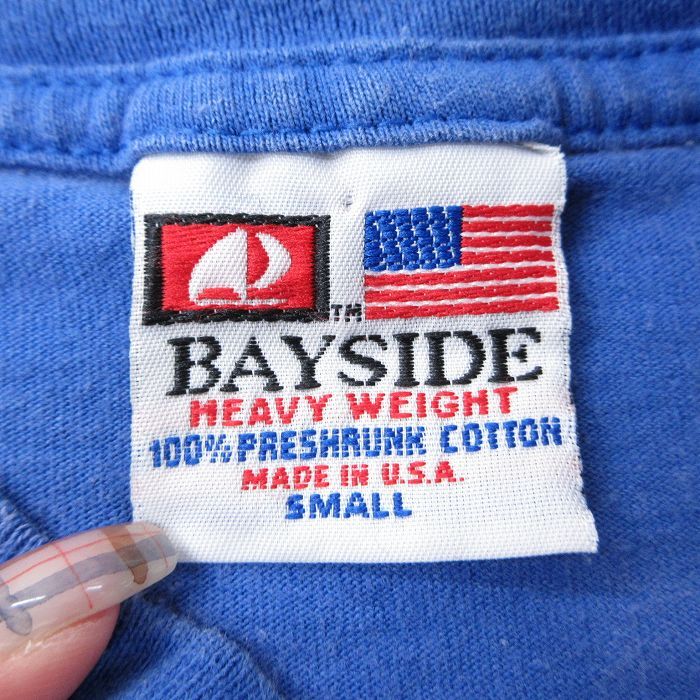 TM
BAYSIDE
HEAVY WEIGHT
100% PRESHRUNK COTTON
MADE IN U.S.A.
SMALL